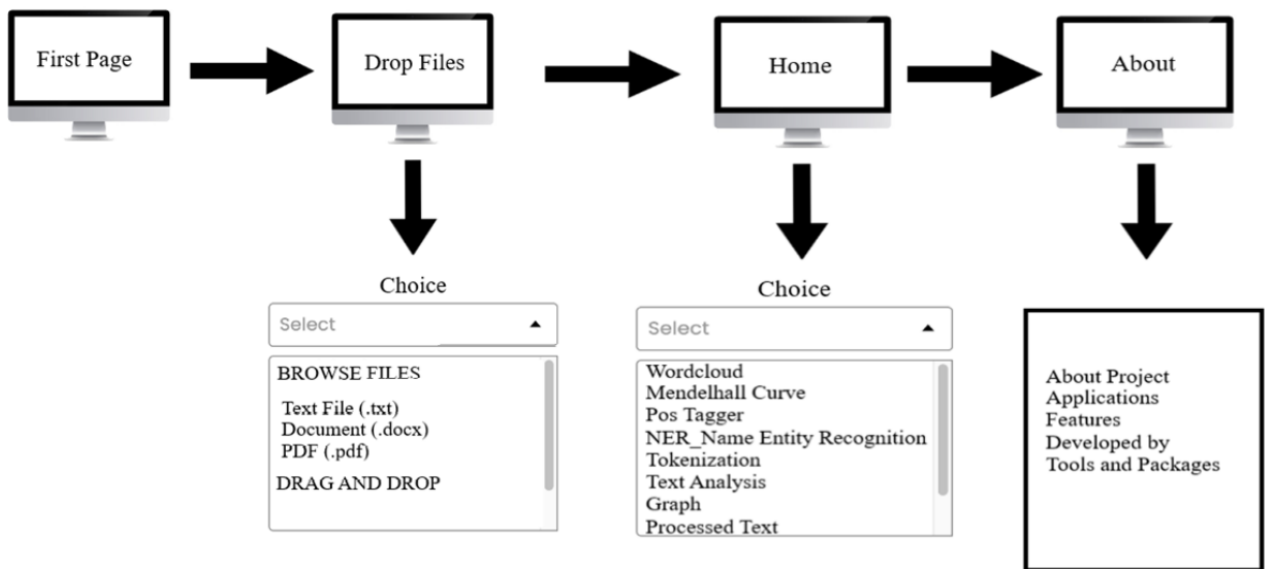 First Page
Drop Files
Home
About
Choice
Select
BROWSE FILES
Text File (.txt)
Document (.docx)
PDF (.pdf)
DRAG AND DROP
Choice
Select
Wordcloud
Mendelhall Curve
Pos Tagger
NER_Name Entity Recognition
Tokenization
Text Analysis
Graph
Processed Text
About Project
Applications
Features
Developed by
Tools and Packages